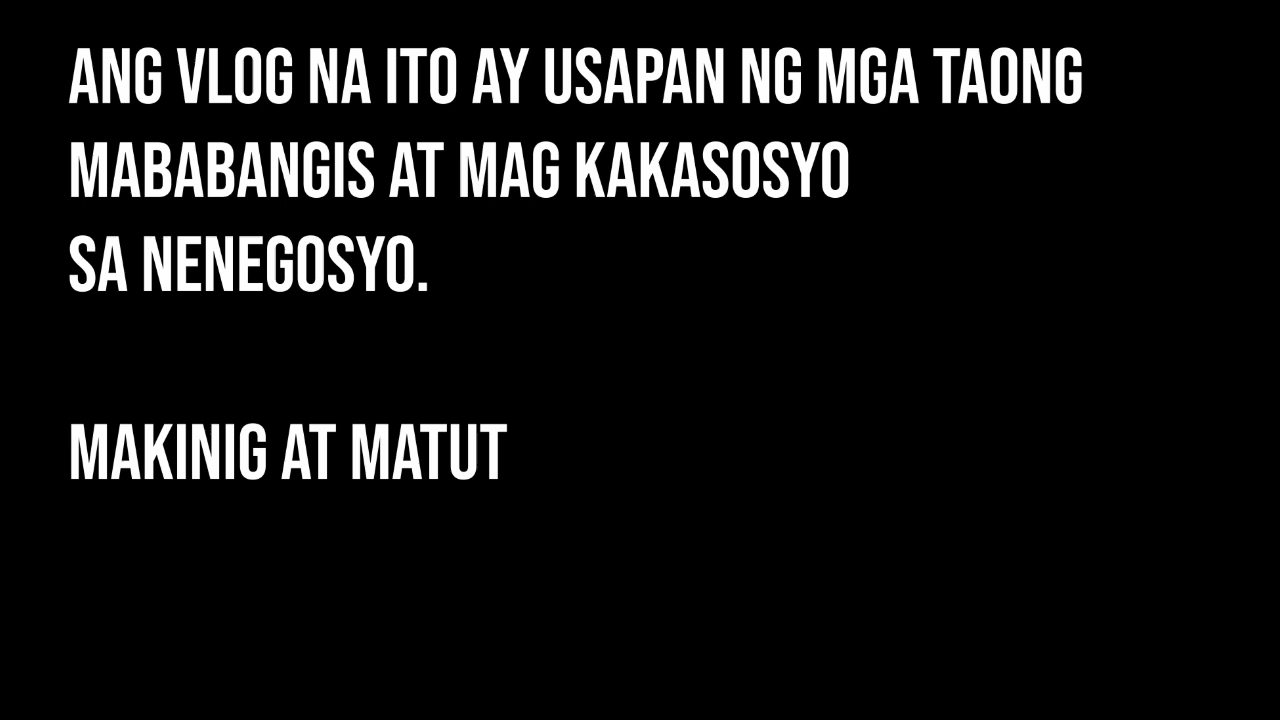 ANG VLOG NA ITO AY USAPAN NG MGA TAONG
MABABANGIS AT MAG KAKASOSYO
SA NENEGOSYO.
MAKINIG AT MATUT